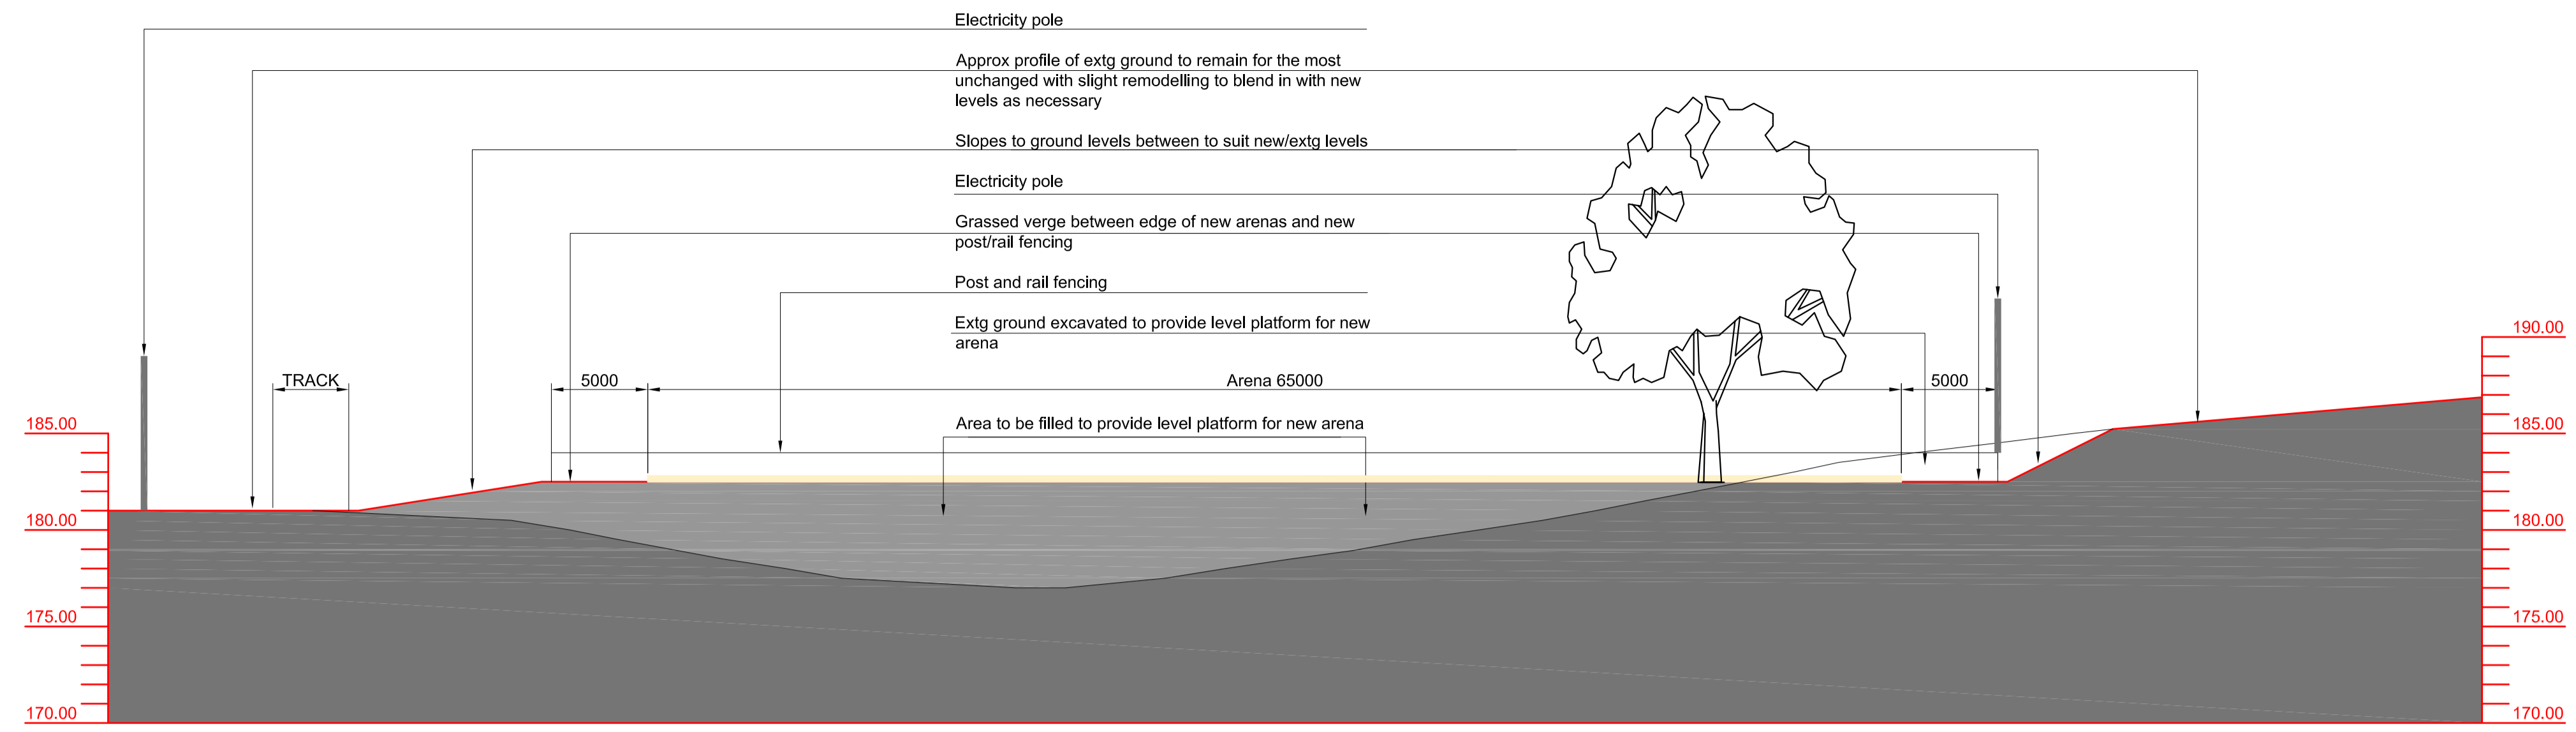 Electricity pole
Approx profile of extg ground to remain for the most
unchanged with slight remodelling to blend in with new
levels as necessary
Slopes to ground levels between to suit new/extg levels
Electricity pole
Grassed verge between edge of new arenas and new
post/rail fencing
Post and rail fencing
Extg ground excavated to provide level platform for new
arena
TRACK
5000
Arena 65000
5000
Area to be filled to provide level platform for new arena
185.00
180.00
175.00
170.00
190.00
185.00
180.00
175.00
170.00